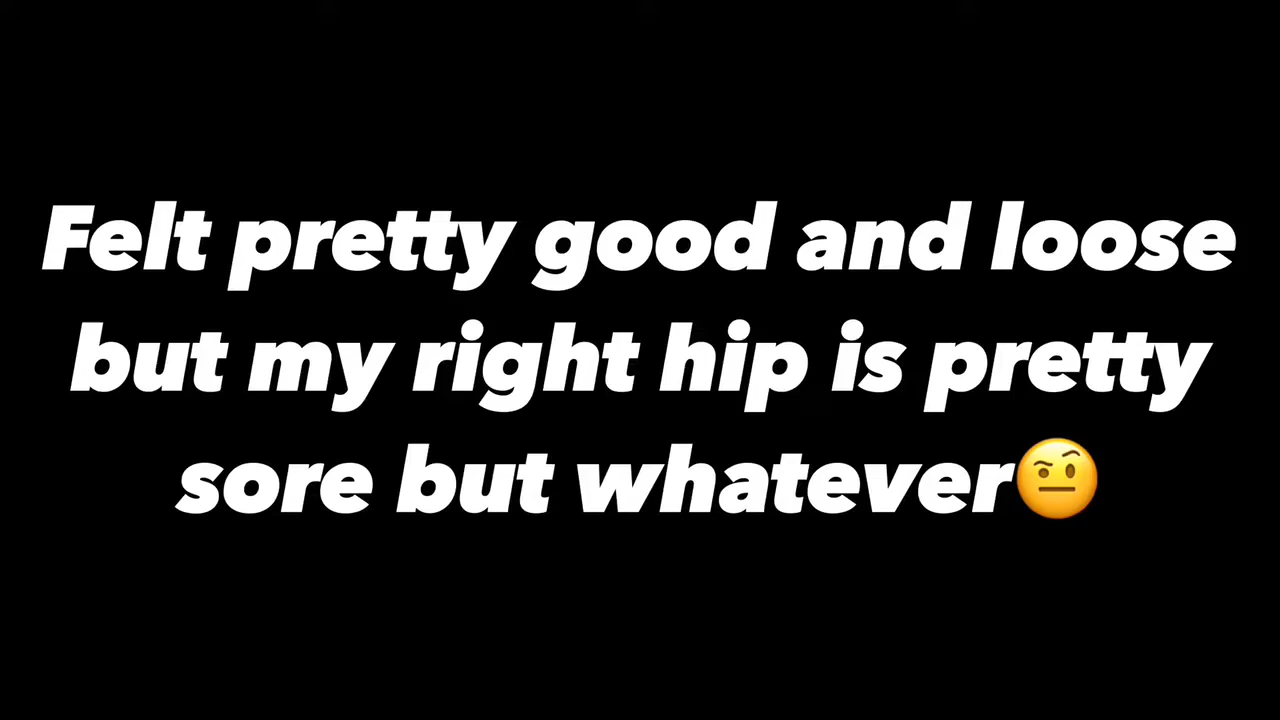 Felt pretty good and loose
but my right hip is pretty
sore but whatever🤨